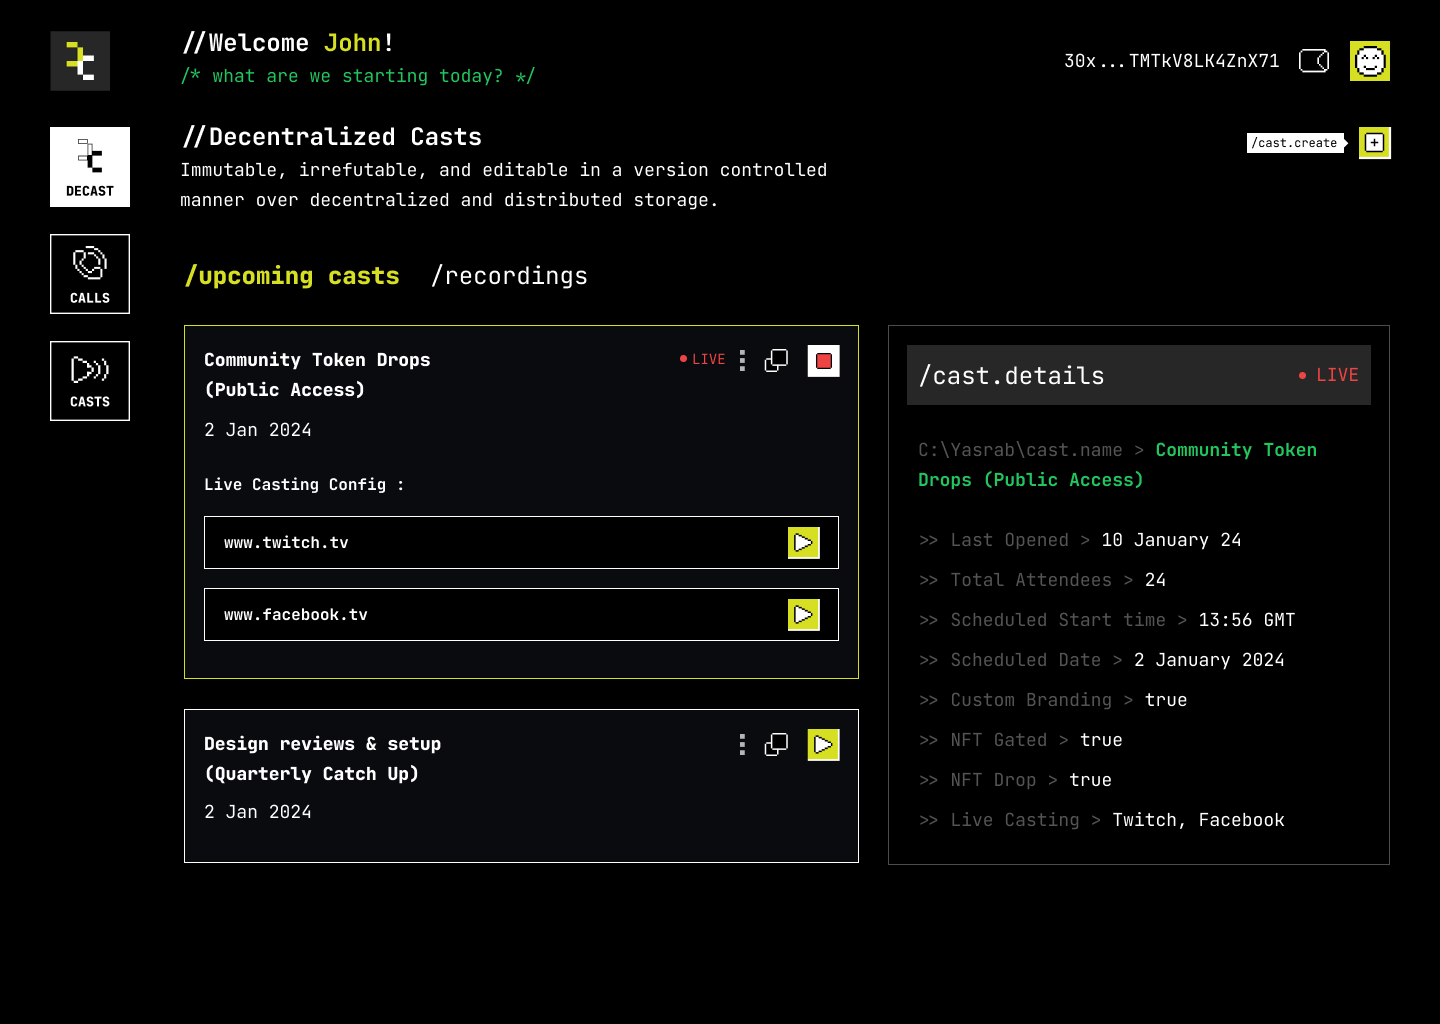 //Welcome John!
/* what are we starting today? */
30x...TMTkV8LK4ZnX71
DECAST
CALLS
CASTS
//Decentralized Casts
Immutable, irrefutable, and editable in a version controlled
manner over decentralized and distributed storage.
/cast.create
/upcoming casts /recordings
Community Token Drops
(Public Access)
LIVE
2 Jan 2024
Live Casting Config :
www.twitch.tv
www.facebook.tv
Design reviews & setup
(Quarterly Catch Up)
2 Jan 2024
/cast.details
LIVE
C:\Yasrab\cast.name > Community Token
Drops (Public Access)
>> Last Opened > 10 January 24
>> Total Attendees > 24
>> Scheduled Start time > 13:56 GMT
>> Scheduled Date > 2 January 2024
>> Custom Branding > true
>> NFT Gated > true
>> NFT Drop > true
>> Live Casting > Twitch, Facebook